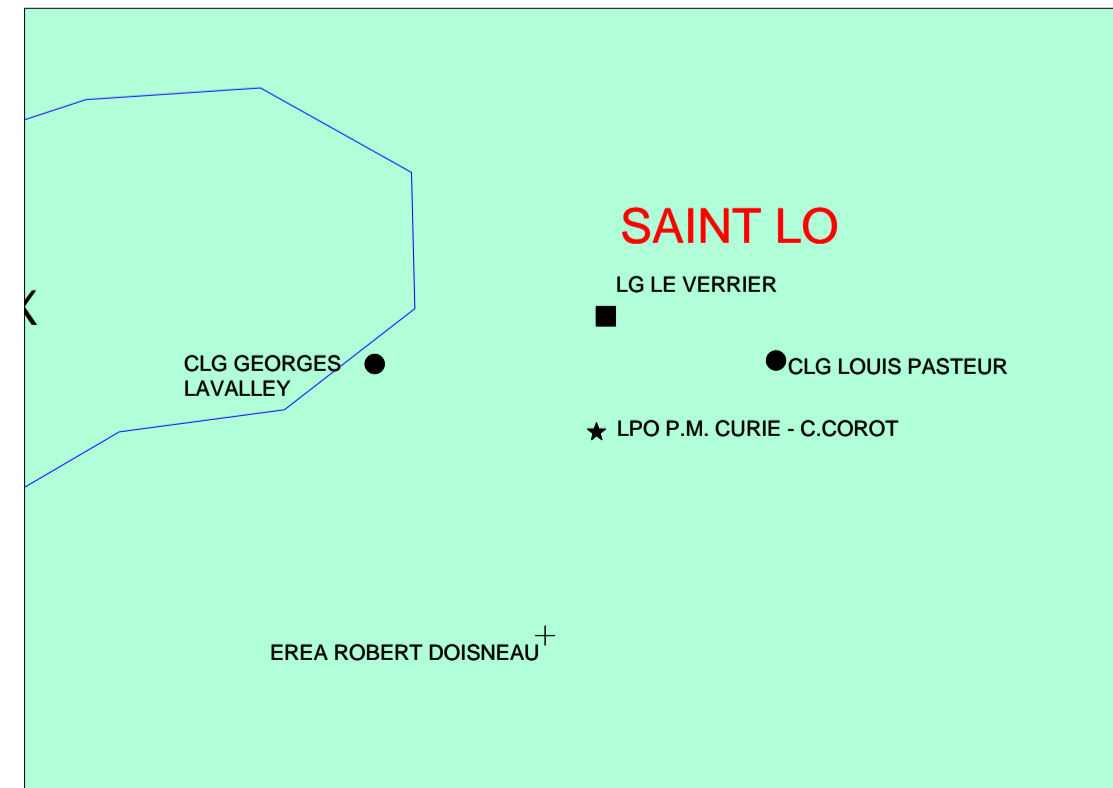 SAINT LO
LG LE VERRIER
X
CLG GEORGES
LAVALLEY
CLG LOUIS PASTEUR
LPO P.M. CURIE - C.COROT
EREA ROBERT DOISNEAU